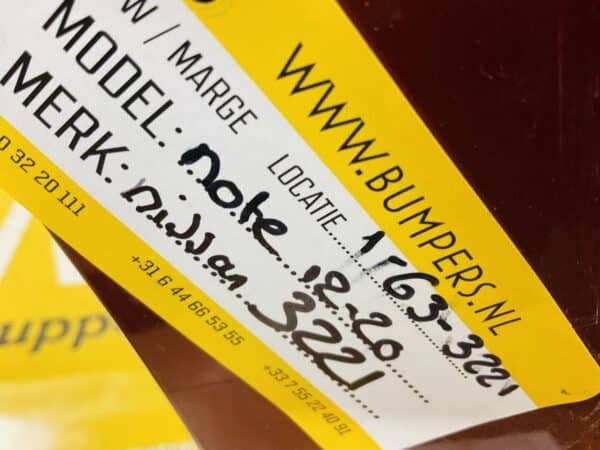 WWW.BUMPERS.NL
W / MARGE
LOCATIE 1-G3-3221
MODEL: note 12-20
MERK: nissan 3221
0 32 20 111
+31 6 44 66 53 55
+33 7 55 22 40 91
upp